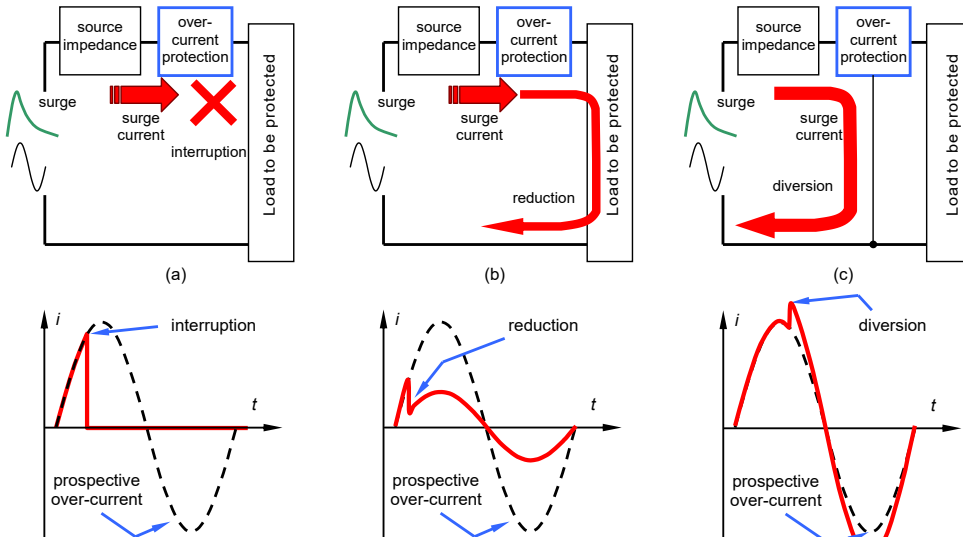 source
impedance
over-
current
protection
Load to be protected
surge
surge
current
interruption
(a)
source
impedance
over-
current
protection
Load to be protected
surge
surge
current
reduction
(b)
source
impedance
over-
current
protection
Load to be protected
surge
surge
current
diversion
(c)
i
interruption
t
prospective
over-current
i
reduction
t
prospective
over-current
i
diversion
t
prospective
over-current